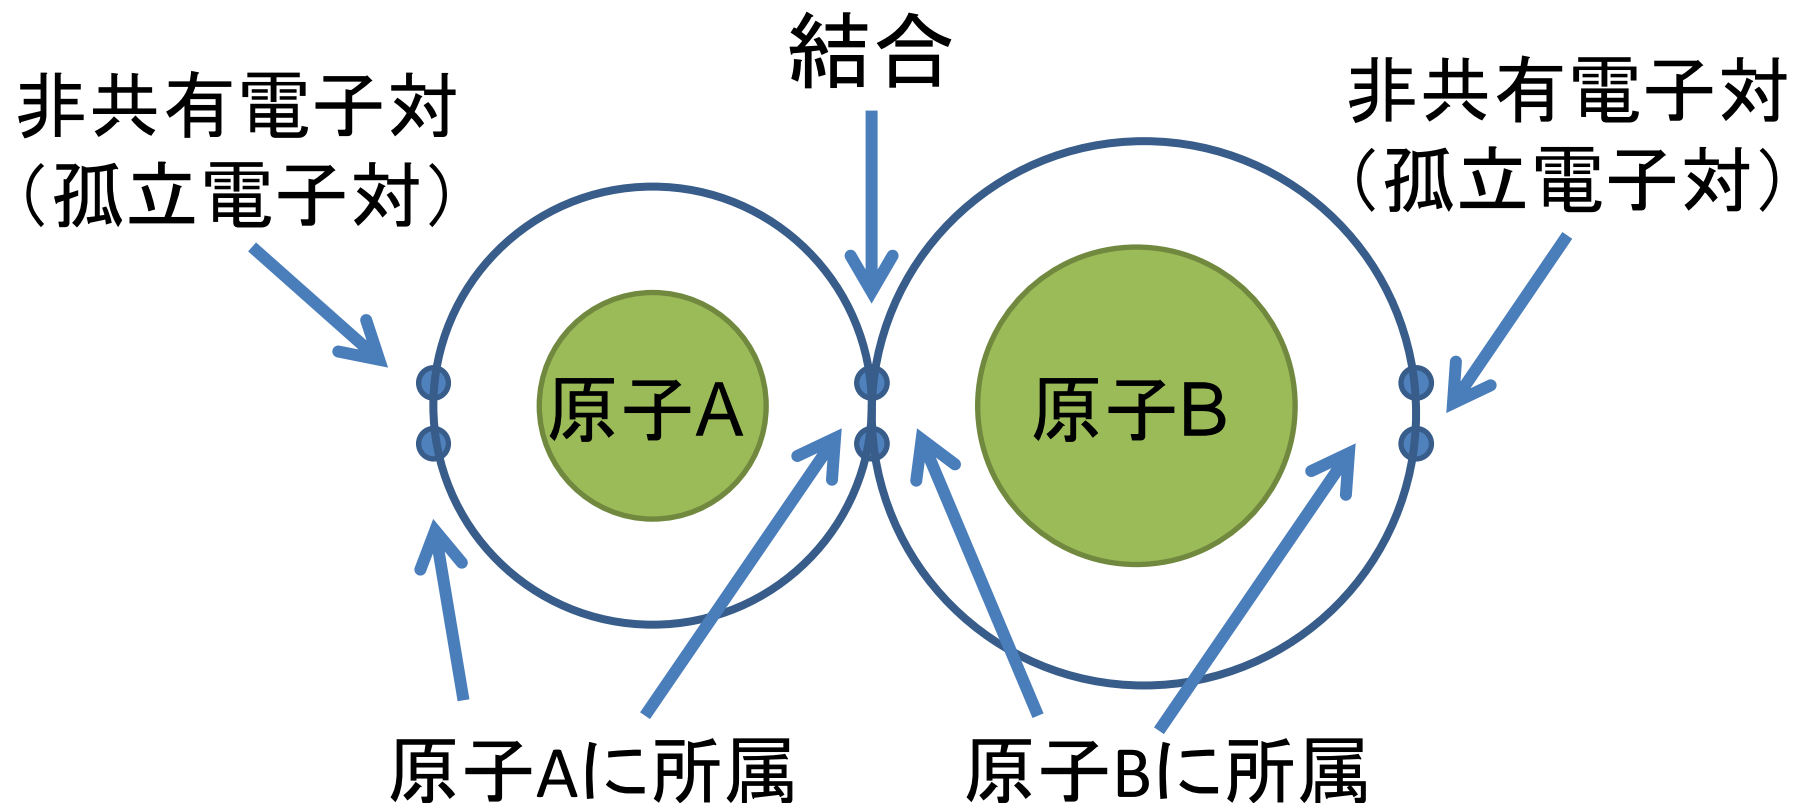 結合
非共有電子対
（孤立電子対）
非共有電子対
（孤立電子対）
原子A
原子B
原子Aに所属
原子Bに所属